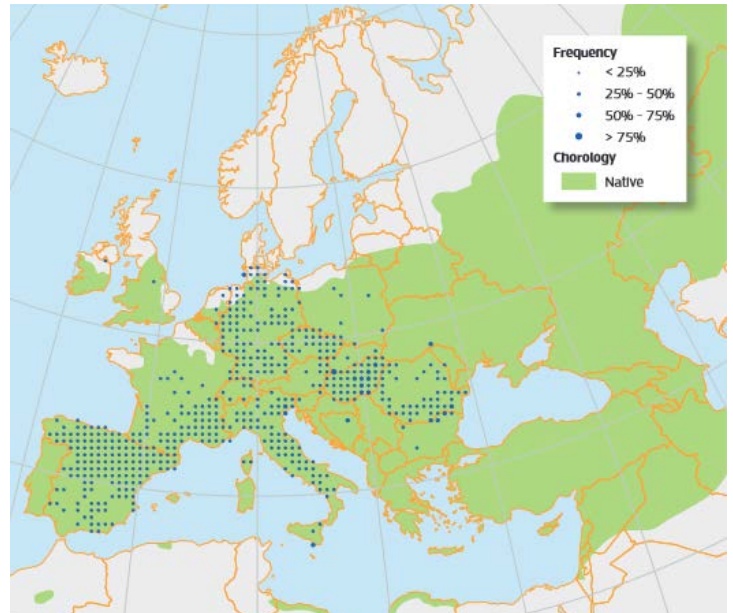 Frequency
< 25%
25% - 50%
50% - 75%
> 75%
Chorology
Native